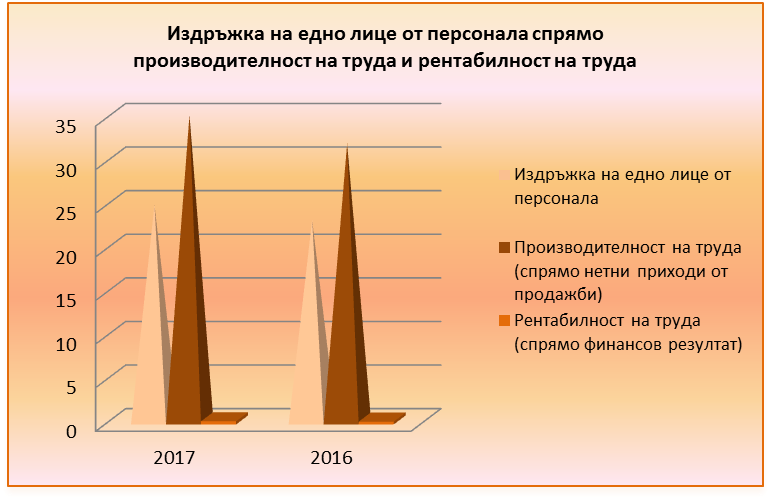 Издръжка на едно лице от персонала спрямо
производителност на труда и рентабилност на труда
35
30
25
20
15
10
5
0
2017
2016
Издръжка на едно лице от
персонала
Производителност на труда
(спрямо нетни приходи от
продажби)
Рентабилност на труда
(спрямо финансов резултат)